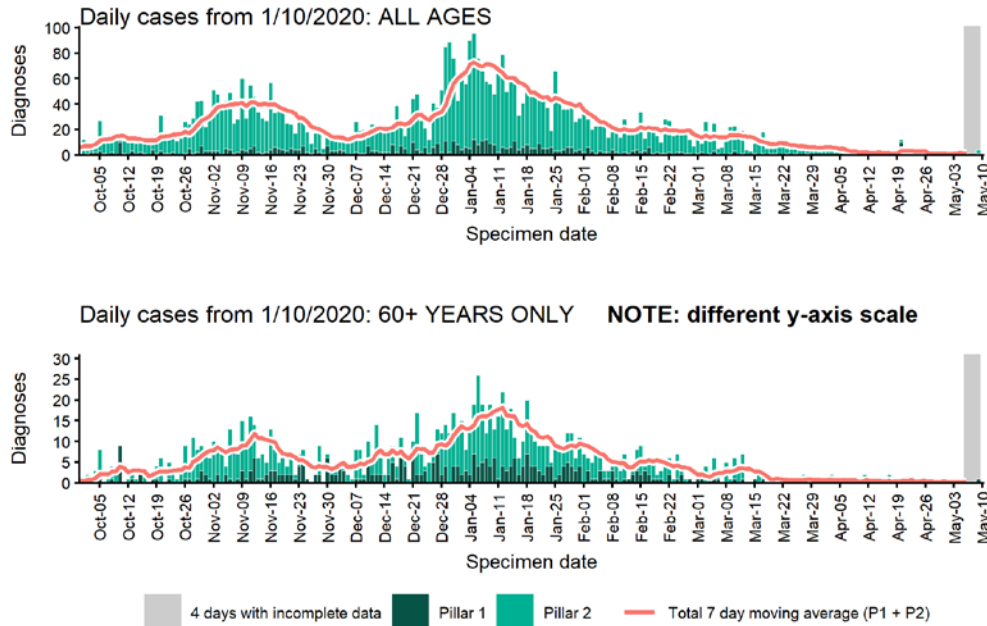 Daily cases from 1/10/2020: ALL AGES
100
80
60
40
20
0
Diagnoses
Oct-05 Oct-12 Oct-19 Oct-26 Nov-02 Nov-09 Nov-16 Nov-23 Nov-30 Dec-07 Dec-14 Dec-21 Dec-28 Jan-04 Jan-11 Jan-18 Jan-25 Feb-01 Feb-08 Feb-15 Feb-22 Mar-01 Mar-08 Mar-15 Mar-22 Mar-29 Apr-05 Apr-12 Apr-19 Apr-26 May-03 May-10
Specimen date
Daily cases from 1/10/2020: 60+ YEARS ONLY NOTE: different y-axis scale
30
25
20
15
10
5
0
Diagnoses
Oct-05 Oct-12 Oct-19 Oct-26 Nov-02 Nov-09 Nov-16 Nov-23 Nov-30 Dec-07 Dec-14 Dec-21 Dec-28 Jan-04 Jan-11 Jan-18 Jan-25 Feb-01 Feb-08 Feb-15 Feb-22 Mar-01 Mar-08 Mar-15 Mar-22 Mar-29 Apr-05 Apr-12 Apr-19 Apr-26 May-03 May-10
Specimen date
4 days with incomplete data Pillar 1 Pillar 2 Total 7 day moving average (P1 + P2)